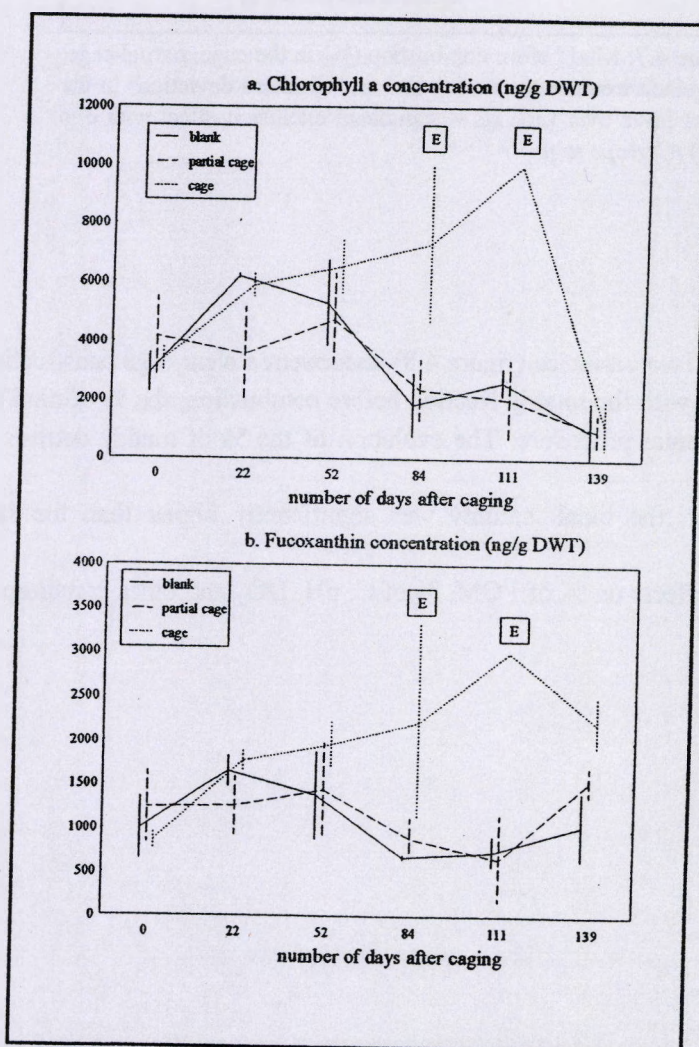 a. Chlorophyll a concentration (ng/g DWT)
12000
10000
8000
6000
4000
2000
0
blank
partial cage
cage
E
E
0 22 52 84 111 139
number of days after caging
b. Fucoxanthin concentration (ng/g DWT)
4000
3500
3000
2500
2000
1500
1000
500
0
blank
partial cage
cage
E
E
0 22 52 84 111 139
number of days after caging